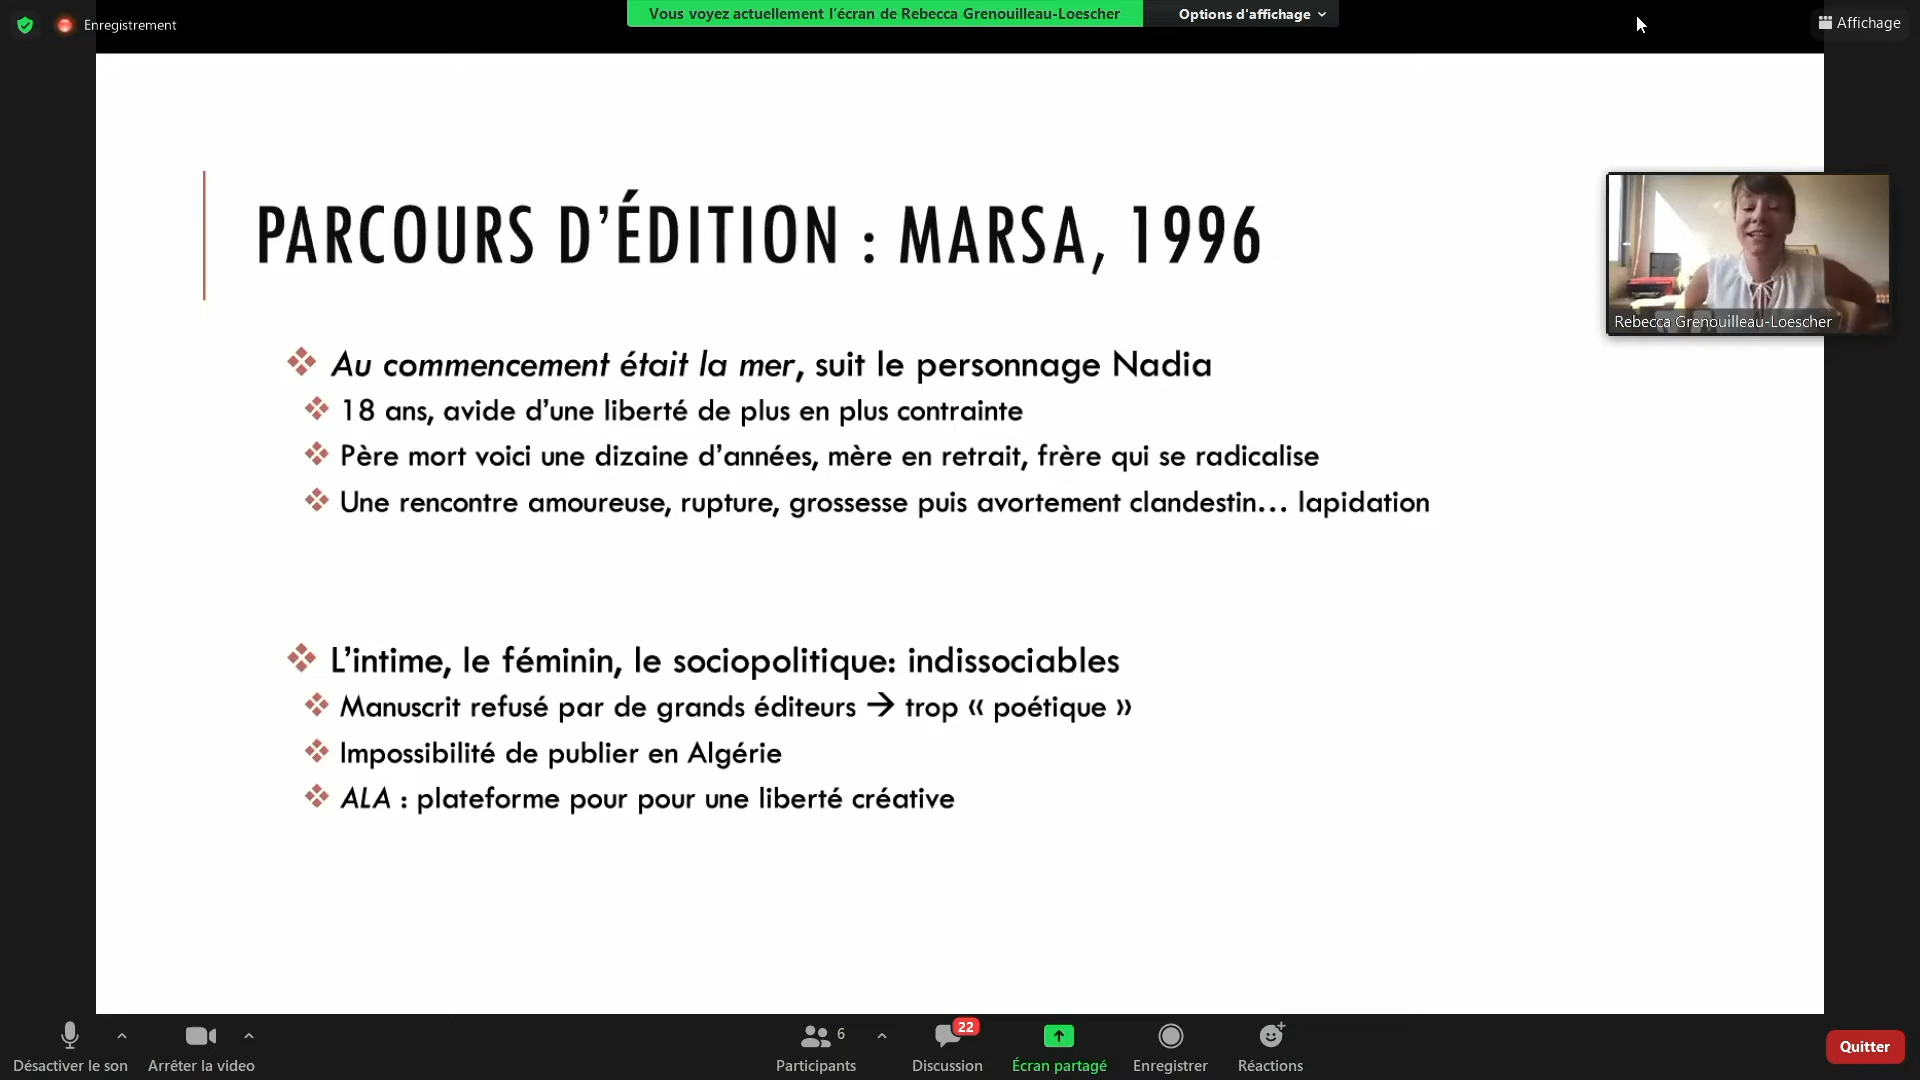 Enregistrement
Vous voyez actuellement l'écran de Rebecca Grenouilleau-Loescher
Options d'affichage
Affichage
PARCOURS D'ÉDITION : MARSA, 1996
Rebecca Grenouilleau-Loescher
Au commencement était la mer, suit le personnage Nadia
18 ans, avide d'une liberté de plus en plus contrainte
Père mort voici une dizaine d'années, mère en retrait, frère qui se radicalise
Une rencontre amoureuse, rupture, grossesse puis avortement clandestin... lapidation
L'intime, le féminin, le sociopolitique: indissociables
Manuscrit refusé par de grands éditeurs → trop « poétique »
Impossibilité de publier en Algérie
ALA : plateforme pour pour une liberté créative
Désactiver le son
Arrêter la video
6
Participants
22
Discussion
Écran partagé
Enregistrer
Réactions
Quitter